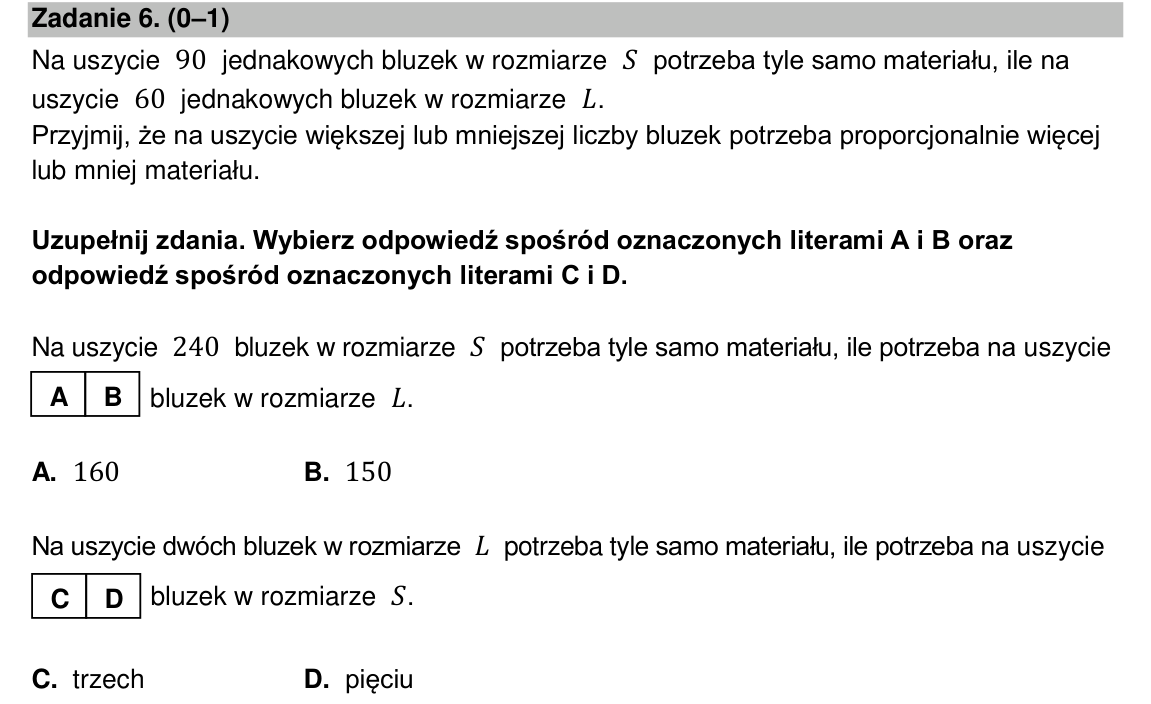 Zadanie 6. (0–1)
Na uszycie 90 jednakowych bluzek w rozmiarze S potrzeba tyle samo materiału, ile na
uszycie 60 jednakowych bluzek w rozmiarze L.
Przyjmij, że na uszycie większej lub mniejszej liczby bluzek potrzeba proporcjonalnie więcej
lub mniej materiału.
Uzupełnij zdania. Wybierz odpowiedź spośród oznaczonych literami A i B oraz
odpowiedź spośród oznaczonych literami C i D.
Na uszycie 240 bluzek w rozmiarze S potrzeba tyle samo materiału, ile potrzeba na uszycie
A B bluzek w rozmiarze L.
A. 160 B. 150
Na uszycie dwóch bluzek w rozmiarze L potrzeba tyle samo materiału, ile potrzeba na uszycie
C D bluzek w rozmiarze S.
C. trzech D. pięciu